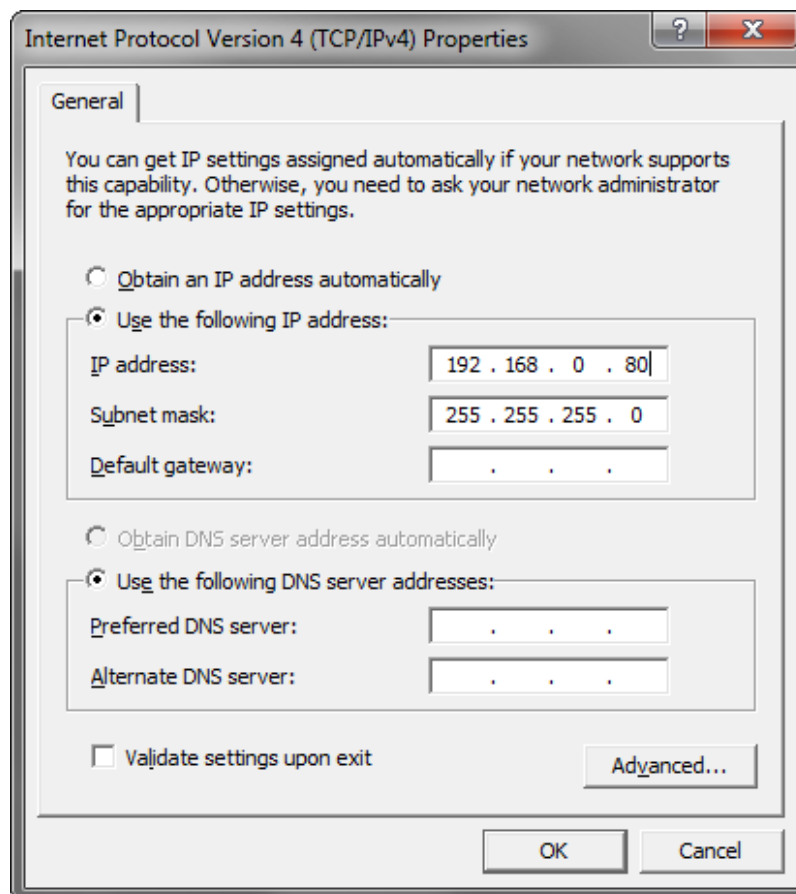 Internet Protocol Version 4 (TCP/IPv4) Properties
?
General
You can get IP settings assigned automatically if your network supports
this capability. Otherwise, you need to ask your network administrator
for the appropriate IP settings.
Obtain an IP address automatically
Use the following IP address:
IP address: 192 . 168 . 0 . 80
Subnet mask: 255 . 255 . 255 . 0
Default gateway: . . .
Obtain DNS server address automatically
Use the following DNS server addresses:
Preferred DNS server: . . .
Alternate DNS server: . . .
Validate settings upon exit
Advanced...
OK Cancel